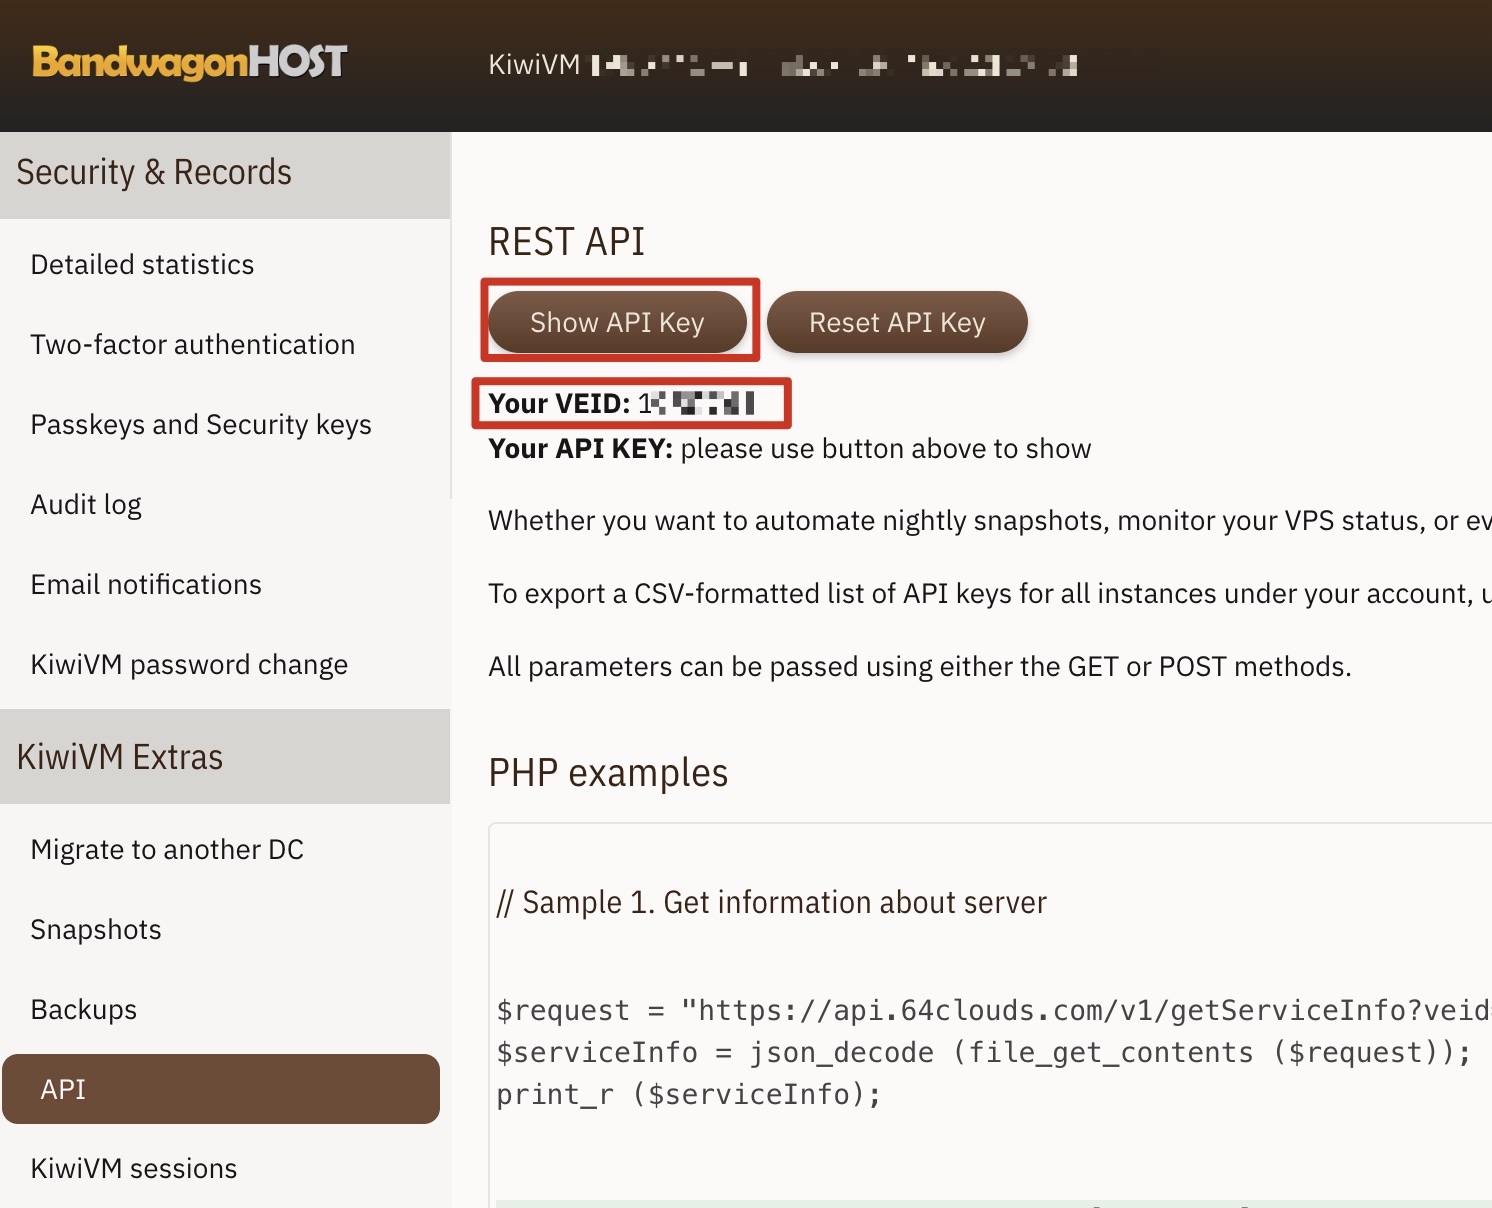 BandwagonHOST
KiwiVM
Security & Records
Detailed statistics
Two-factor authentication
Passkeys and Security keys
Audit log
Email notifications
KiwiVM password change
KiwiVM Extras
Migrate to another DC
Snapshots
Backups
API
KiwiVM sessions
REST API
Show API Key
Reset API Key
Your VEID: 1
Your API KEY: please use button above to show
Whether you want to automate nightly snapshots, monitor your VPS status, or ev
To export a CSV-formatted list of API keys for all instances under your account, u
All parameters can be passed using either the GET or POST methods.
PHP examples
// Sample 1. Get information about server
$request = "https://api.64clouds.com/v1/getServiceInfo?veid
$serviceInfo = json_decode (file_get_contents ($request));
print_r ($serviceInfo);